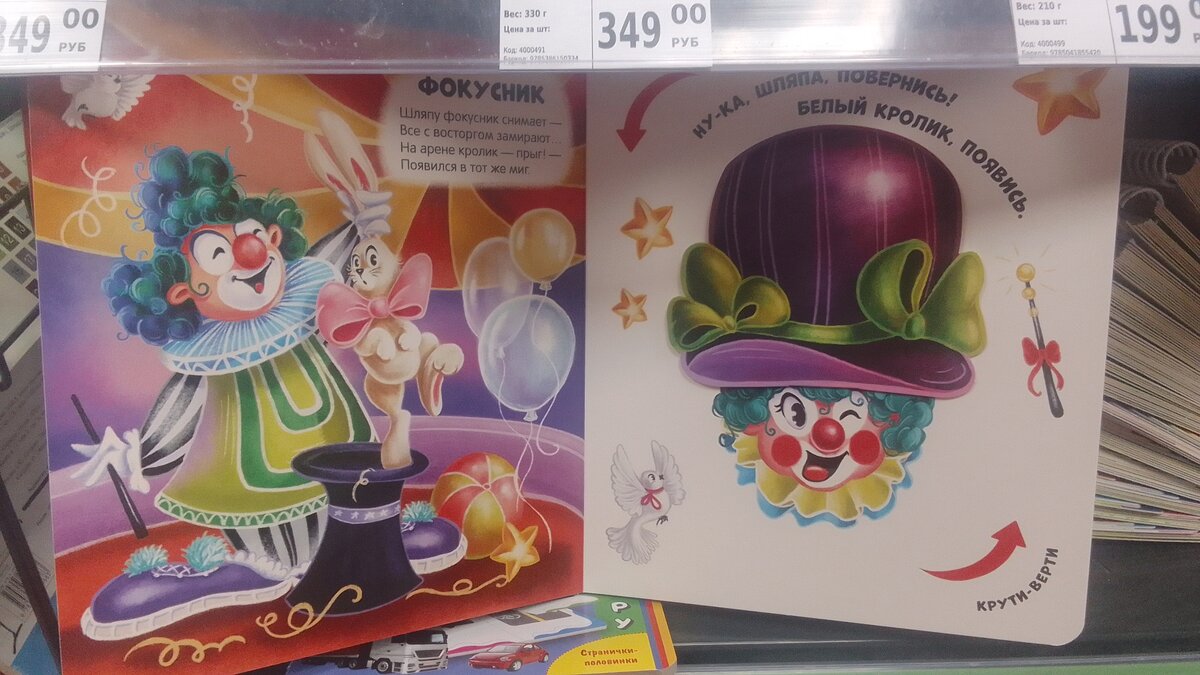 349 00
РУБ
Вес: 330 г
Цена за шт:
Код: 4000491
349 00
РУБ
Вес: 210 г
Цена за шт:
Код: 4000499
199
ФОКУСНИК
Шляпу фокусник снимает —
Все с восторгом замирают...
На арене кролик — прыг! —
Появился в тот же миг.
НУ-КА, ШЛЯПА, ПОВЕРНИСЬ!
БЕЛЫЙ КРОЛИК, ПОЯВИСЬ.
КРУТИ-ВЕРТИ
РУ
Странички-
половинки